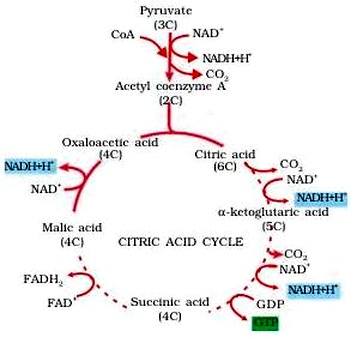 Pyruvate
(3C)
CoA
NAD⁺
NADH+H⁺
CO₂
Acetyl coenzyme A
(2C)
Oxaloacetic acid
(4C)
Citric acid
(6C)
NADH+H⁺
NAD⁺
CO₂
NAD⁺
NADH+H⁺
α-ketoglutaric acid
(5C)
Malic acid
(4C)
CITRIC ACID CYCLE
CO₂
NAD⁺
NADH+H⁺
FADH₂
FAD⁺
Succinic acid
(4C)
GDP
GTP